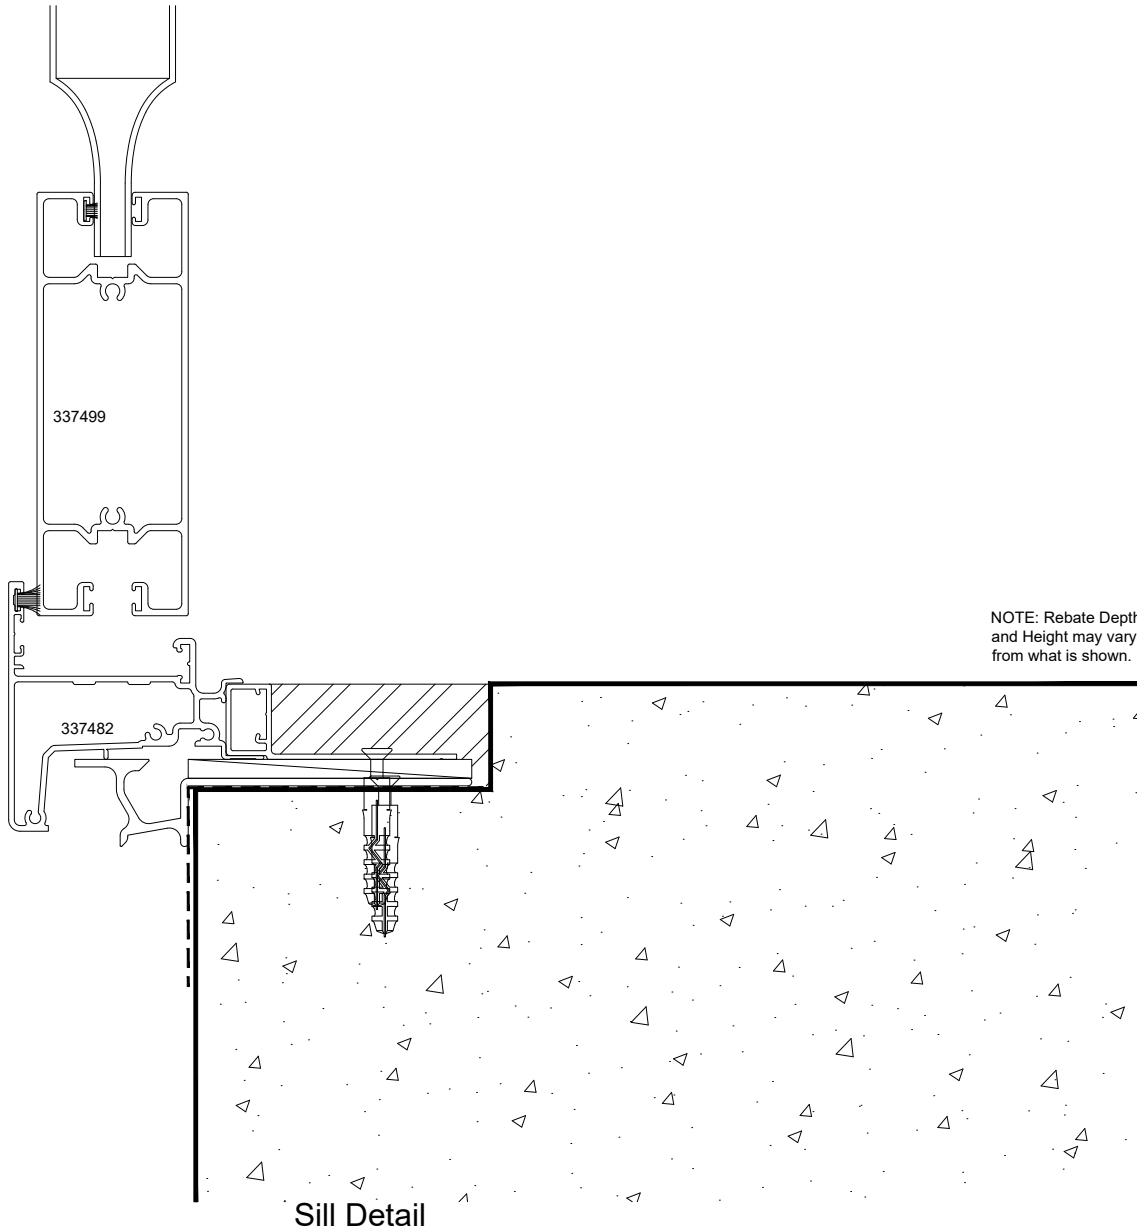 337499
NOTE: Rebate Depth
and Height may vary
from what is shown.
337482
Sill Detail